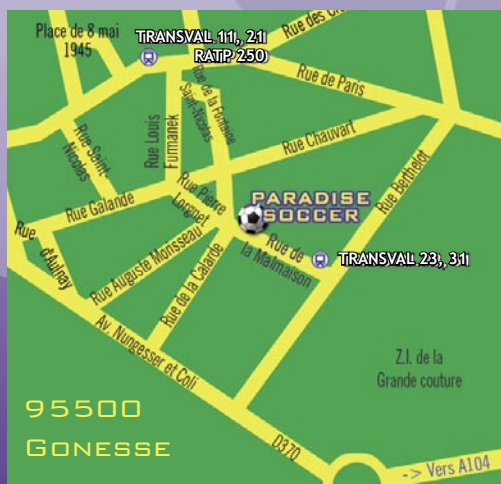 Place de 8 mai
1945
TRANSVAL 11, 21
RATP 250
Rue de Paris
Rue Saint-
Nicolas
Rue Louis
Furmanek
Rue de la Fontaine
Saint-Nicolas
Rue Chauvart
Rue Berthelot
Rue Galande
Rue Pierre
Lorgnet
PARADISE
SOCCER
Rue de
la Malmaison
TRANSVAL 23, 31
Rue
d'Aulnay
Rue Auguste Morisseau
Rue de la Calarde
Av. Nungesser et Coli
Z.I. de la
Grande couture
95500
GONESSE
D370
-> Vers A104